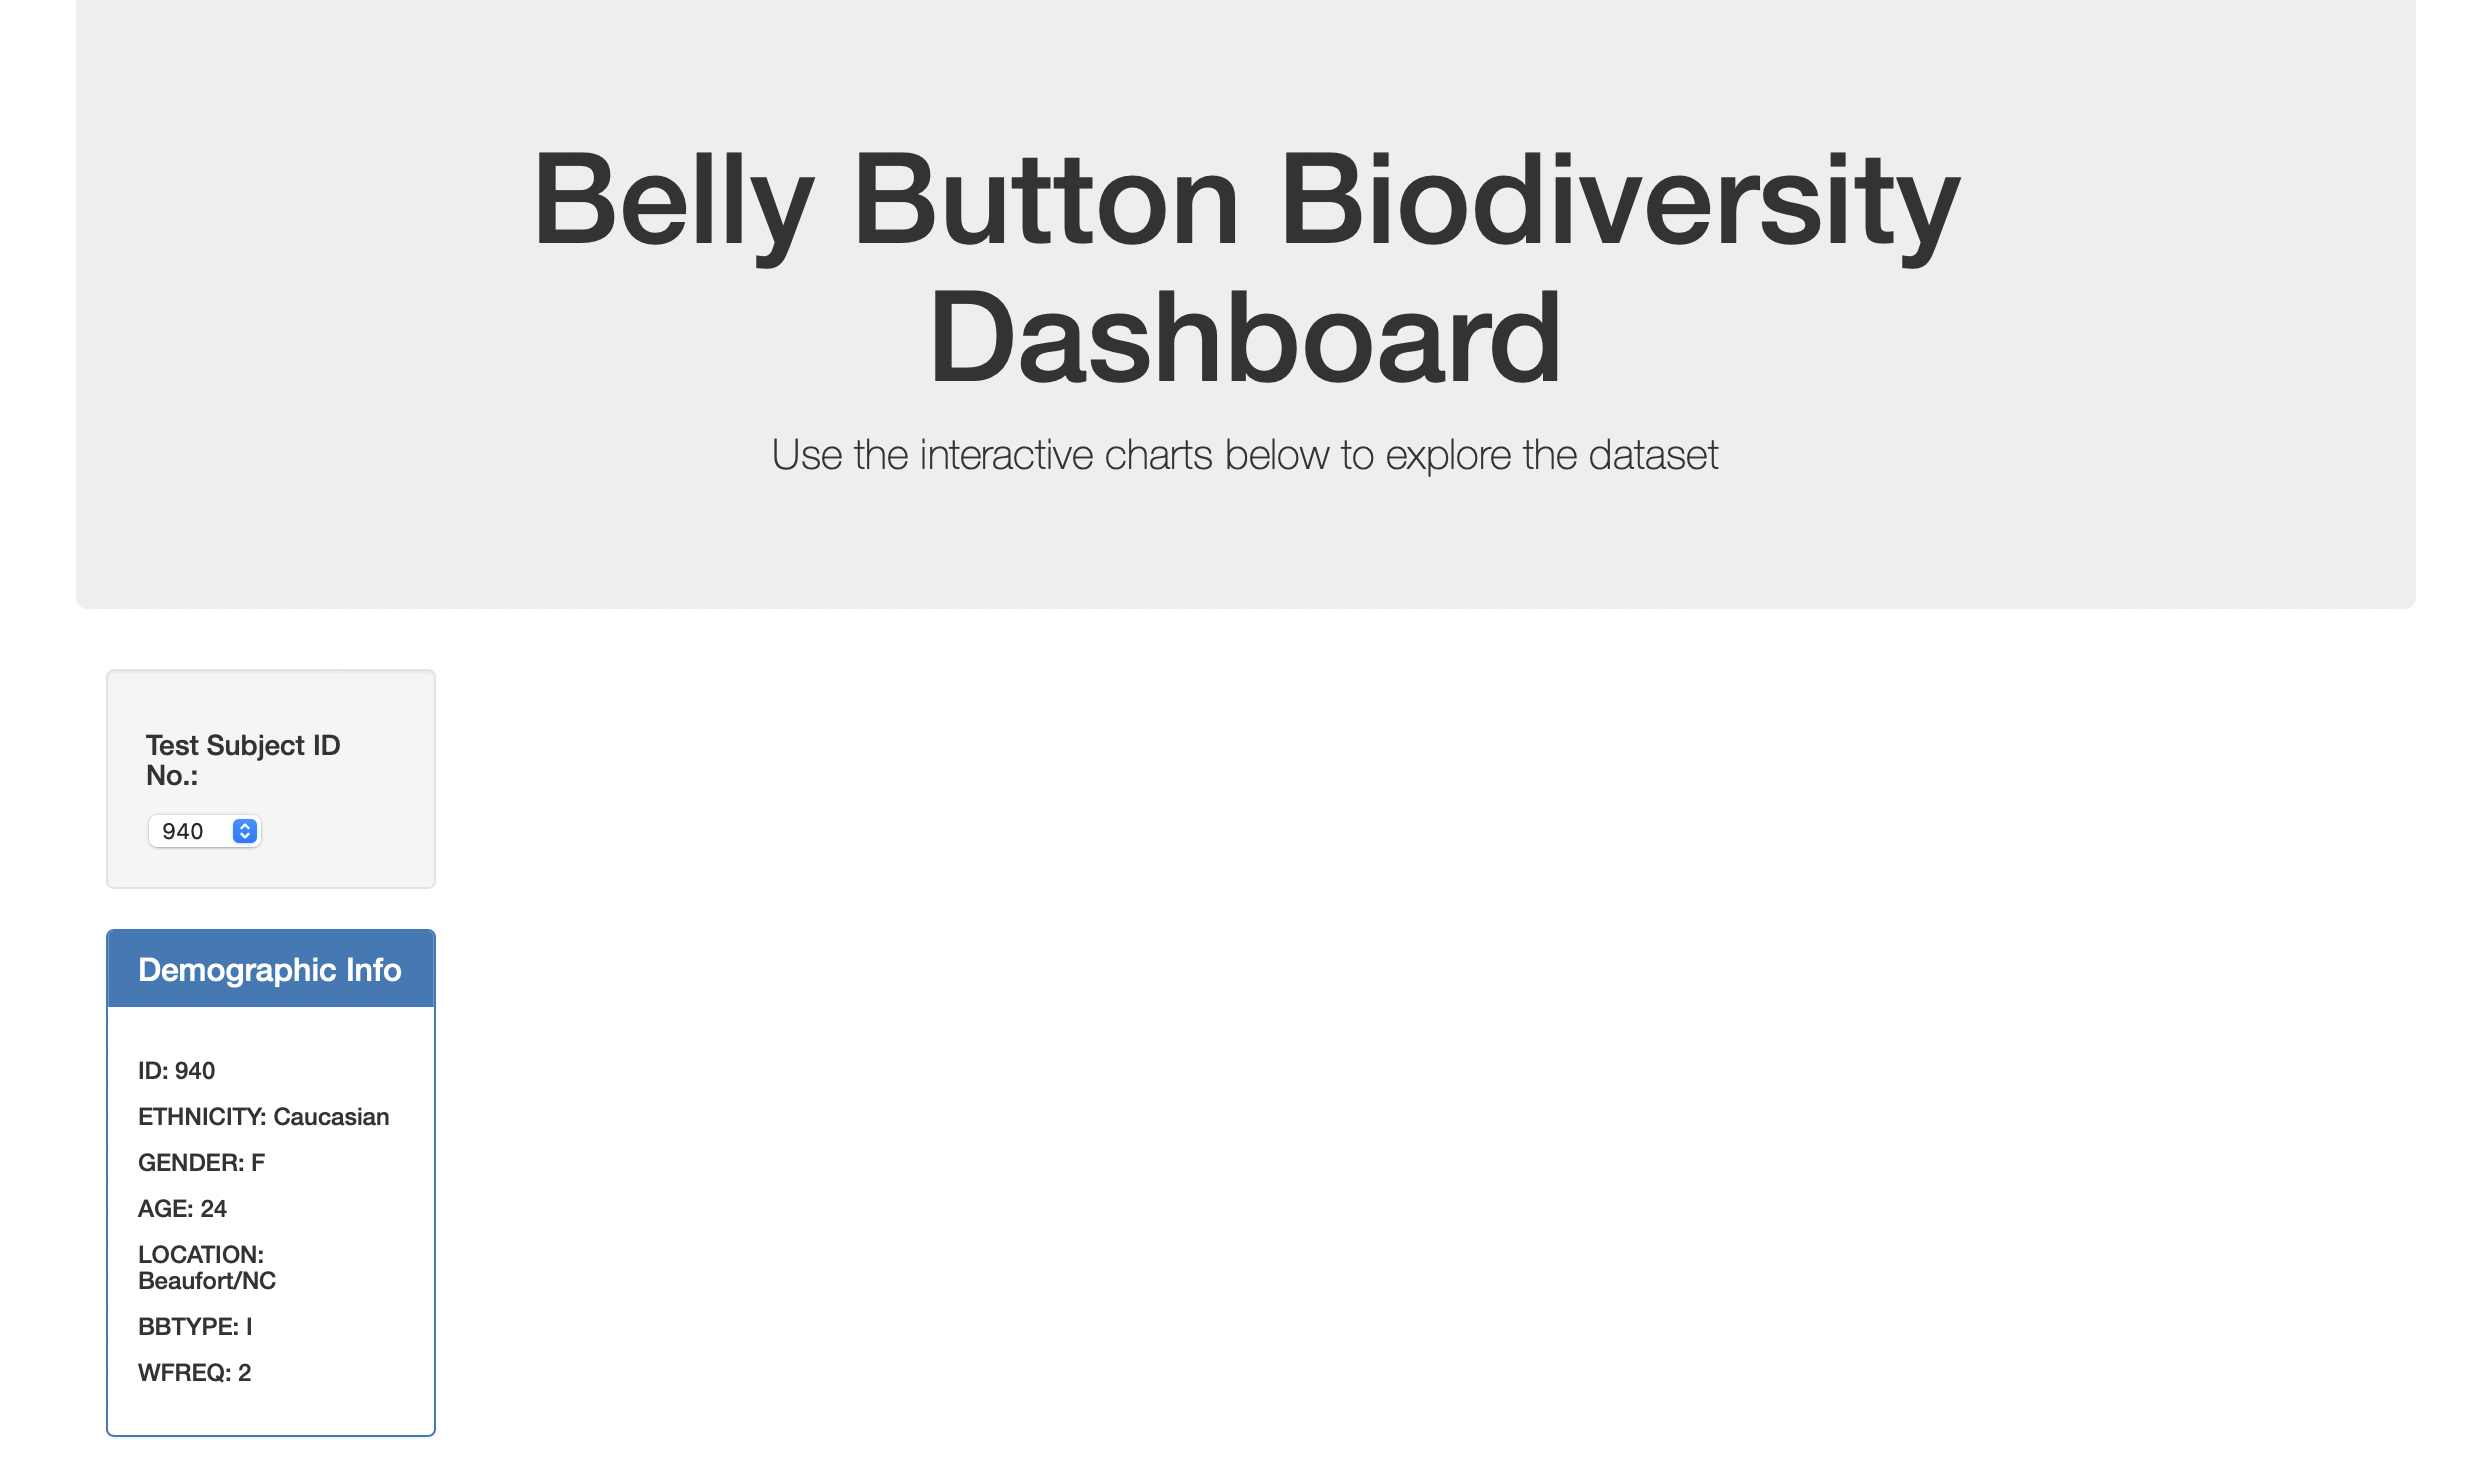 Belly Button Biodiversity
Dashboard
Use the interactive charts below to explore the dataset
Test Subject ID
No.:
940
Demographic Info
ID: 940
ETHNICITY: Caucasian
GENDER: F
AGE: 24
LOCATION:
Beaufort/NC
BBTYPE: I
WFREQ: 2